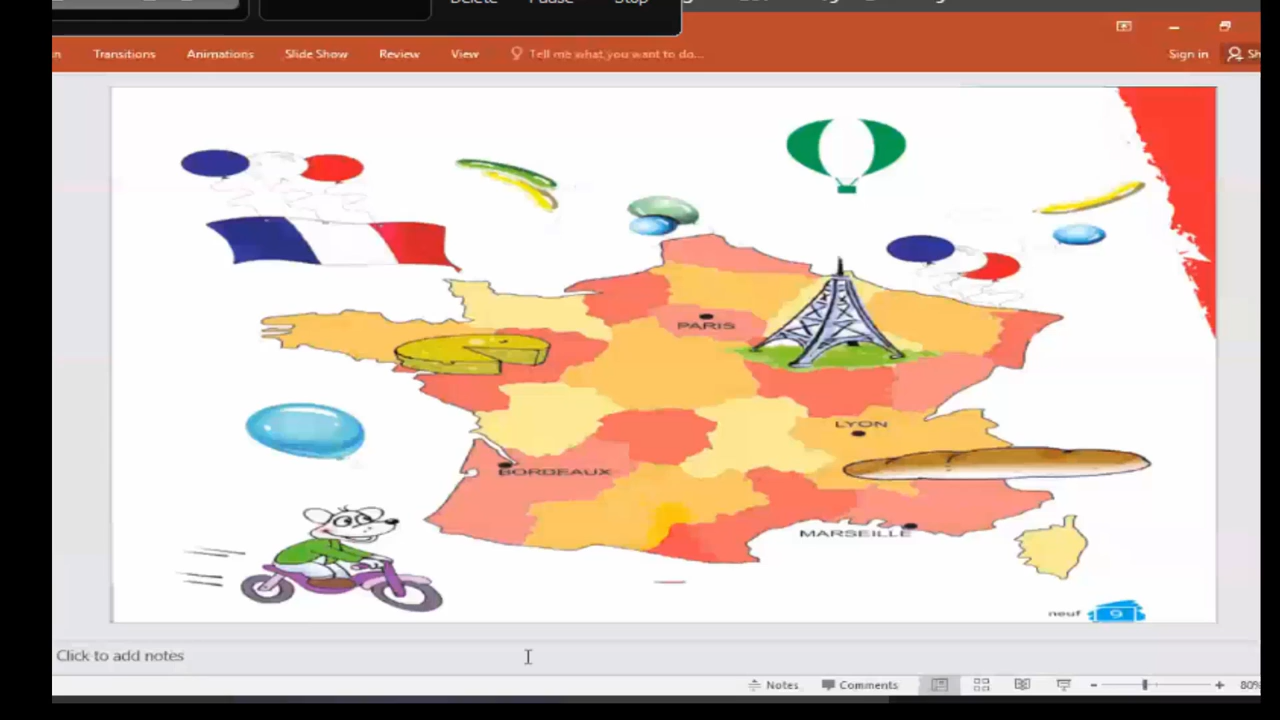 Delete Pause Stop
Transitions Animations Slide Show Review View Tell me what you want to do... Sign in
PARIS
LYON
BORDEAUX
MARSEILLE
neuf 9
Click to add notes
Notes Comments 80%